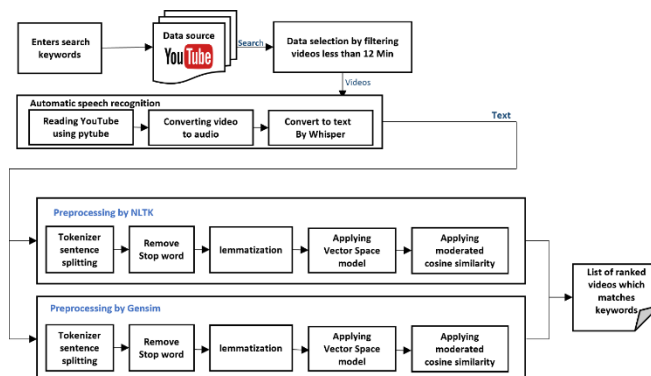 Enters search
keywords
Data source
YouTube
Search
Data selection by filtering
videos less than 12 Min
Videos
Automatic speech recognition
Reading YouTube
using pytube
Converting video
to audio
Convert to text
By Whisper
Text
Preprocessing by NLTK
Tokenizer
sentence
splitting
Remove
Stop word
lemmatization
Applying
Vector Space
model
Applying
moderated
cosine similarity
Preprocessing by Gensim
Tokenizer
sentence
splitting
Remove
Stop word
lemmatization
Applying
Vector Space
model
Applying
moderated
cosine similarity
List of ranked
videos which
matches
keywords